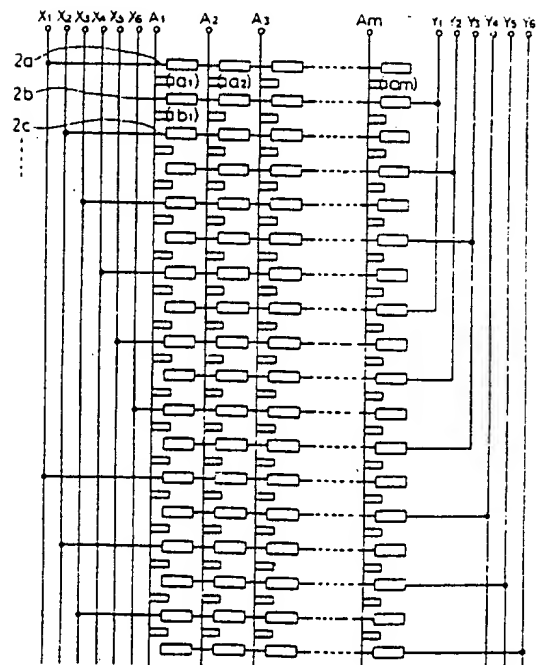 X1 X2 X3 X4 X5 X6 A1 A2 A3 Am Y1 Y2 Y3 Y4 Y5 Y6
2a
(a1) (a2) (am)
2b
(b1)
2c